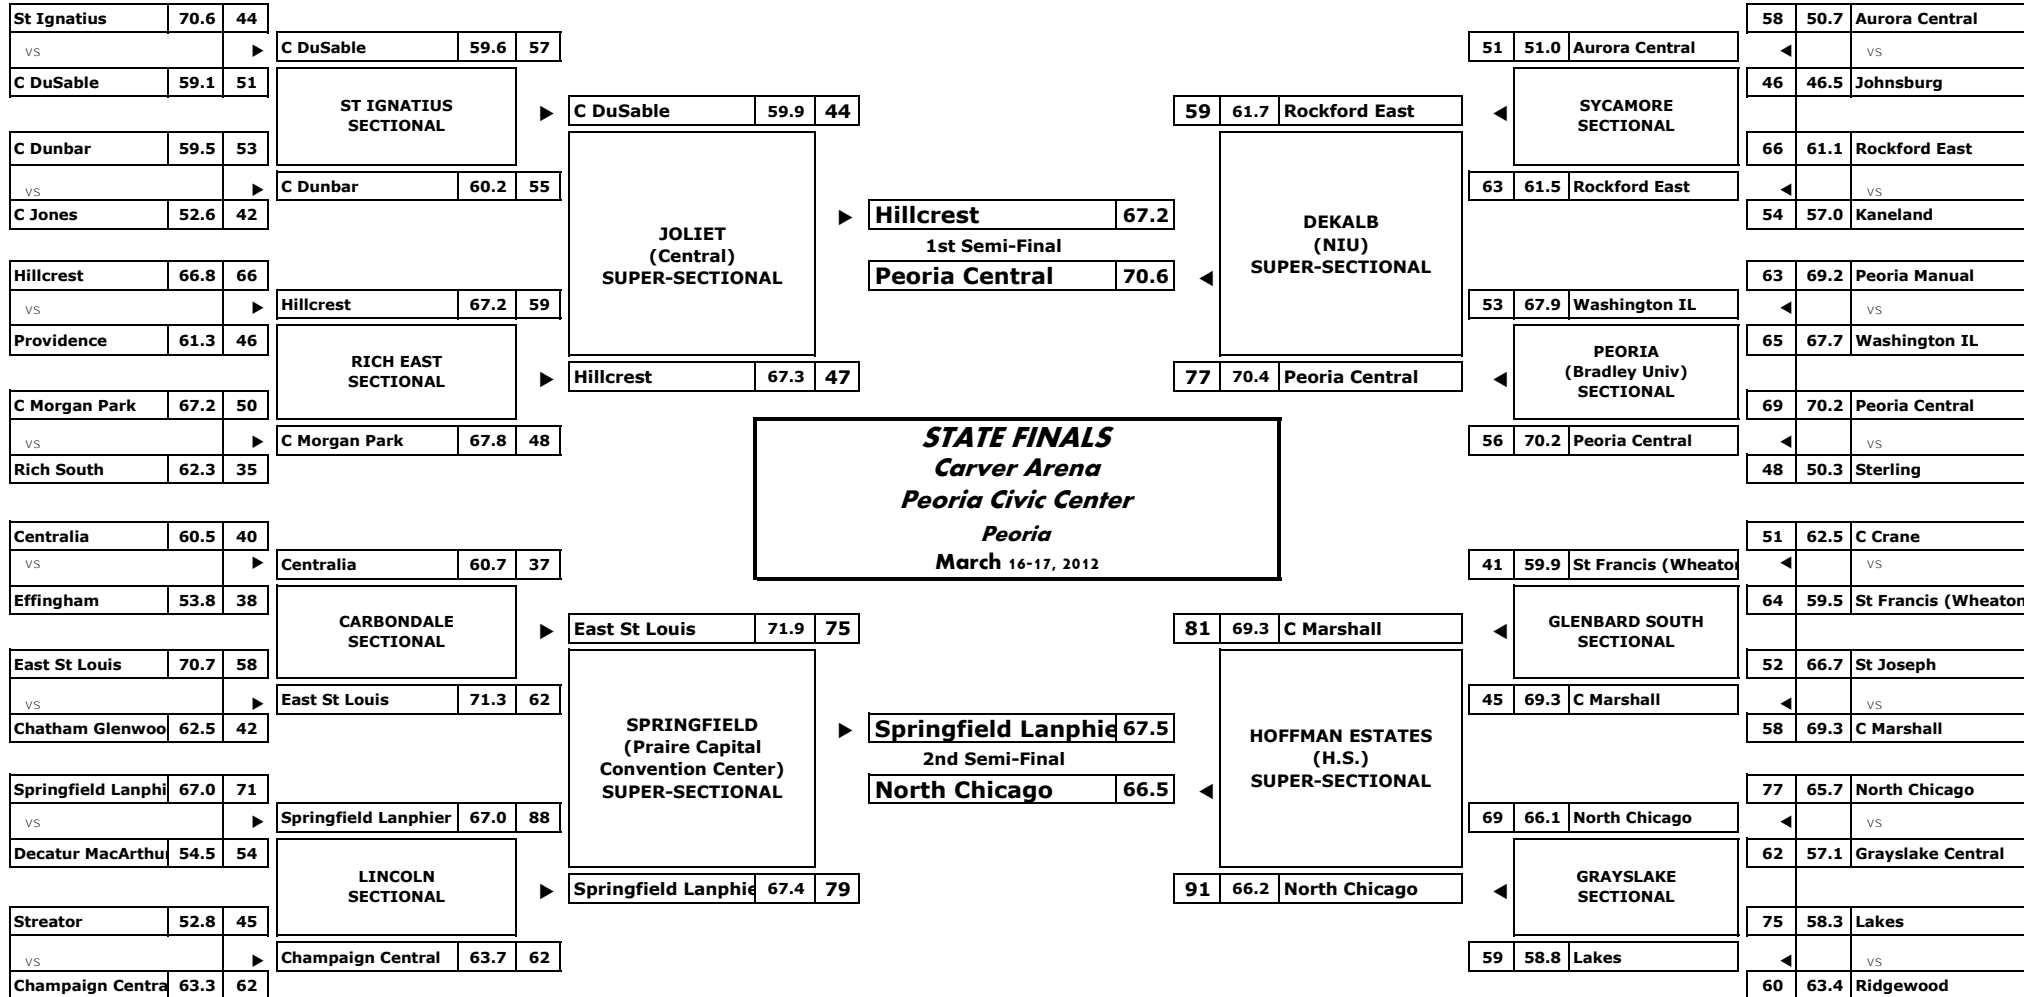 St Ignatius 70.6 44
vs
C DuSable 59.1 51
C Dunbar 59.5 53
vs
C Jones 52.6 42
Hillcrest 66.8 66
vs
Providence 61.3 46
C Morgan Park 67.2 50
vs
Rich South 62.3 35
Centralia 60.5 40
vs
Effingham 53.8 38
East St Louis 70.7 58
vs
Chatham Glenwoo 62.5 42
Springfield Lanphi 67.0 71
vs
Decatur MacArthu 54.5 54
Streator 52.8 45
vs
Champaign Centra 63.3 62
C DuSable 59.6 57
ST IGNATIUS
SECTIONAL
C Dunbar 60.2 55
Hillcrest 67.2 59
RICH EAST
SECTIONAL
C Morgan Park 67.8 48
Centralia 60.7 37
CARBONDALE
SECTIONAL
East St Louis 71.3 62
Springfield Lanphier 67.0 88
LINCOLN
SECTIONAL
Champaign Central 63.7 62
C DuSable 59.9 44
JOLIET
(Central)
SUPER-SECTIONAL
Hillcrest 67.3 47
East St Louis 71.9 75
SPRINGFIELD
(Praire Capital
Convention Center)
SUPER-SECTIONAL
Springfield Lanphie 67.4 79
Hillcrest 67.2
1st Semi-Final
Peoria Central 70.6
STATE FINALS
Carver Arena
Peoria Civic Center
Peoria
March 16-17, 2012
Springfield Lanphie 67.5
2nd Semi-Final
North Chicago 66.5
59 61.7 Rockford East
DEKALB
(NIU)
SUPER-SECTIONAL
77 70.4 Peoria Central
81 69.3 C Marshall
HOFFMAN ESTATES
(H.S.)
SUPER-SECTIONAL
91 66.2 North Chicago
51 51.0 Aurora Central
SYCAMORE
SECTIONAL
63 61.5 Rockford East
53 67.9 Washington IL
PEORIA
(Bradley Univ)
SECTIONAL
56 70.2 Peoria Central
41 59.9 St Francis (Wheato
GLENBARD SOUTH
SECTIONAL
45 69.3 C Marshall
69 66.1 North Chicago
GRAYSLAKE
SECTIONAL
59 58.8 Lakes
58 50.7 Aurora Central
vs
46 46.5 Johnsburg
66 61.1 Rockford East
vs
54 57.0 Kaneland
63 69.2 Peoria Manual
vs
65 67.7 Washington IL
69 70.2 Peoria Central
vs
48 50.3 Sterling
51 62.5 C Crane
vs
64 59.5 St Francis (Wheaton
52 66.7 St Joseph
vs
58 69.3 C Marshall
77 65.7 North Chicago
vs
62 57.1 Grayslake Central
75 58.3 Lakes
vs
60 63.4 Ridgewood